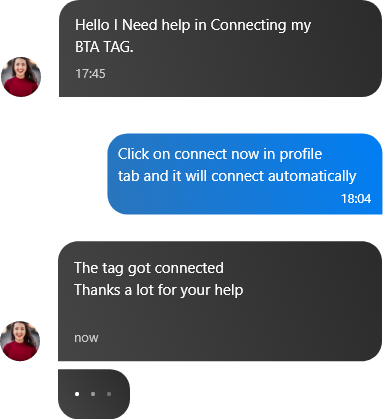 Hello I Need help in Connecting my
BTA TAG.
17:45
Click on connect now in profile
tab and it will connect automatically
18:04
The tag got connected
Thanks a lot for your help
now